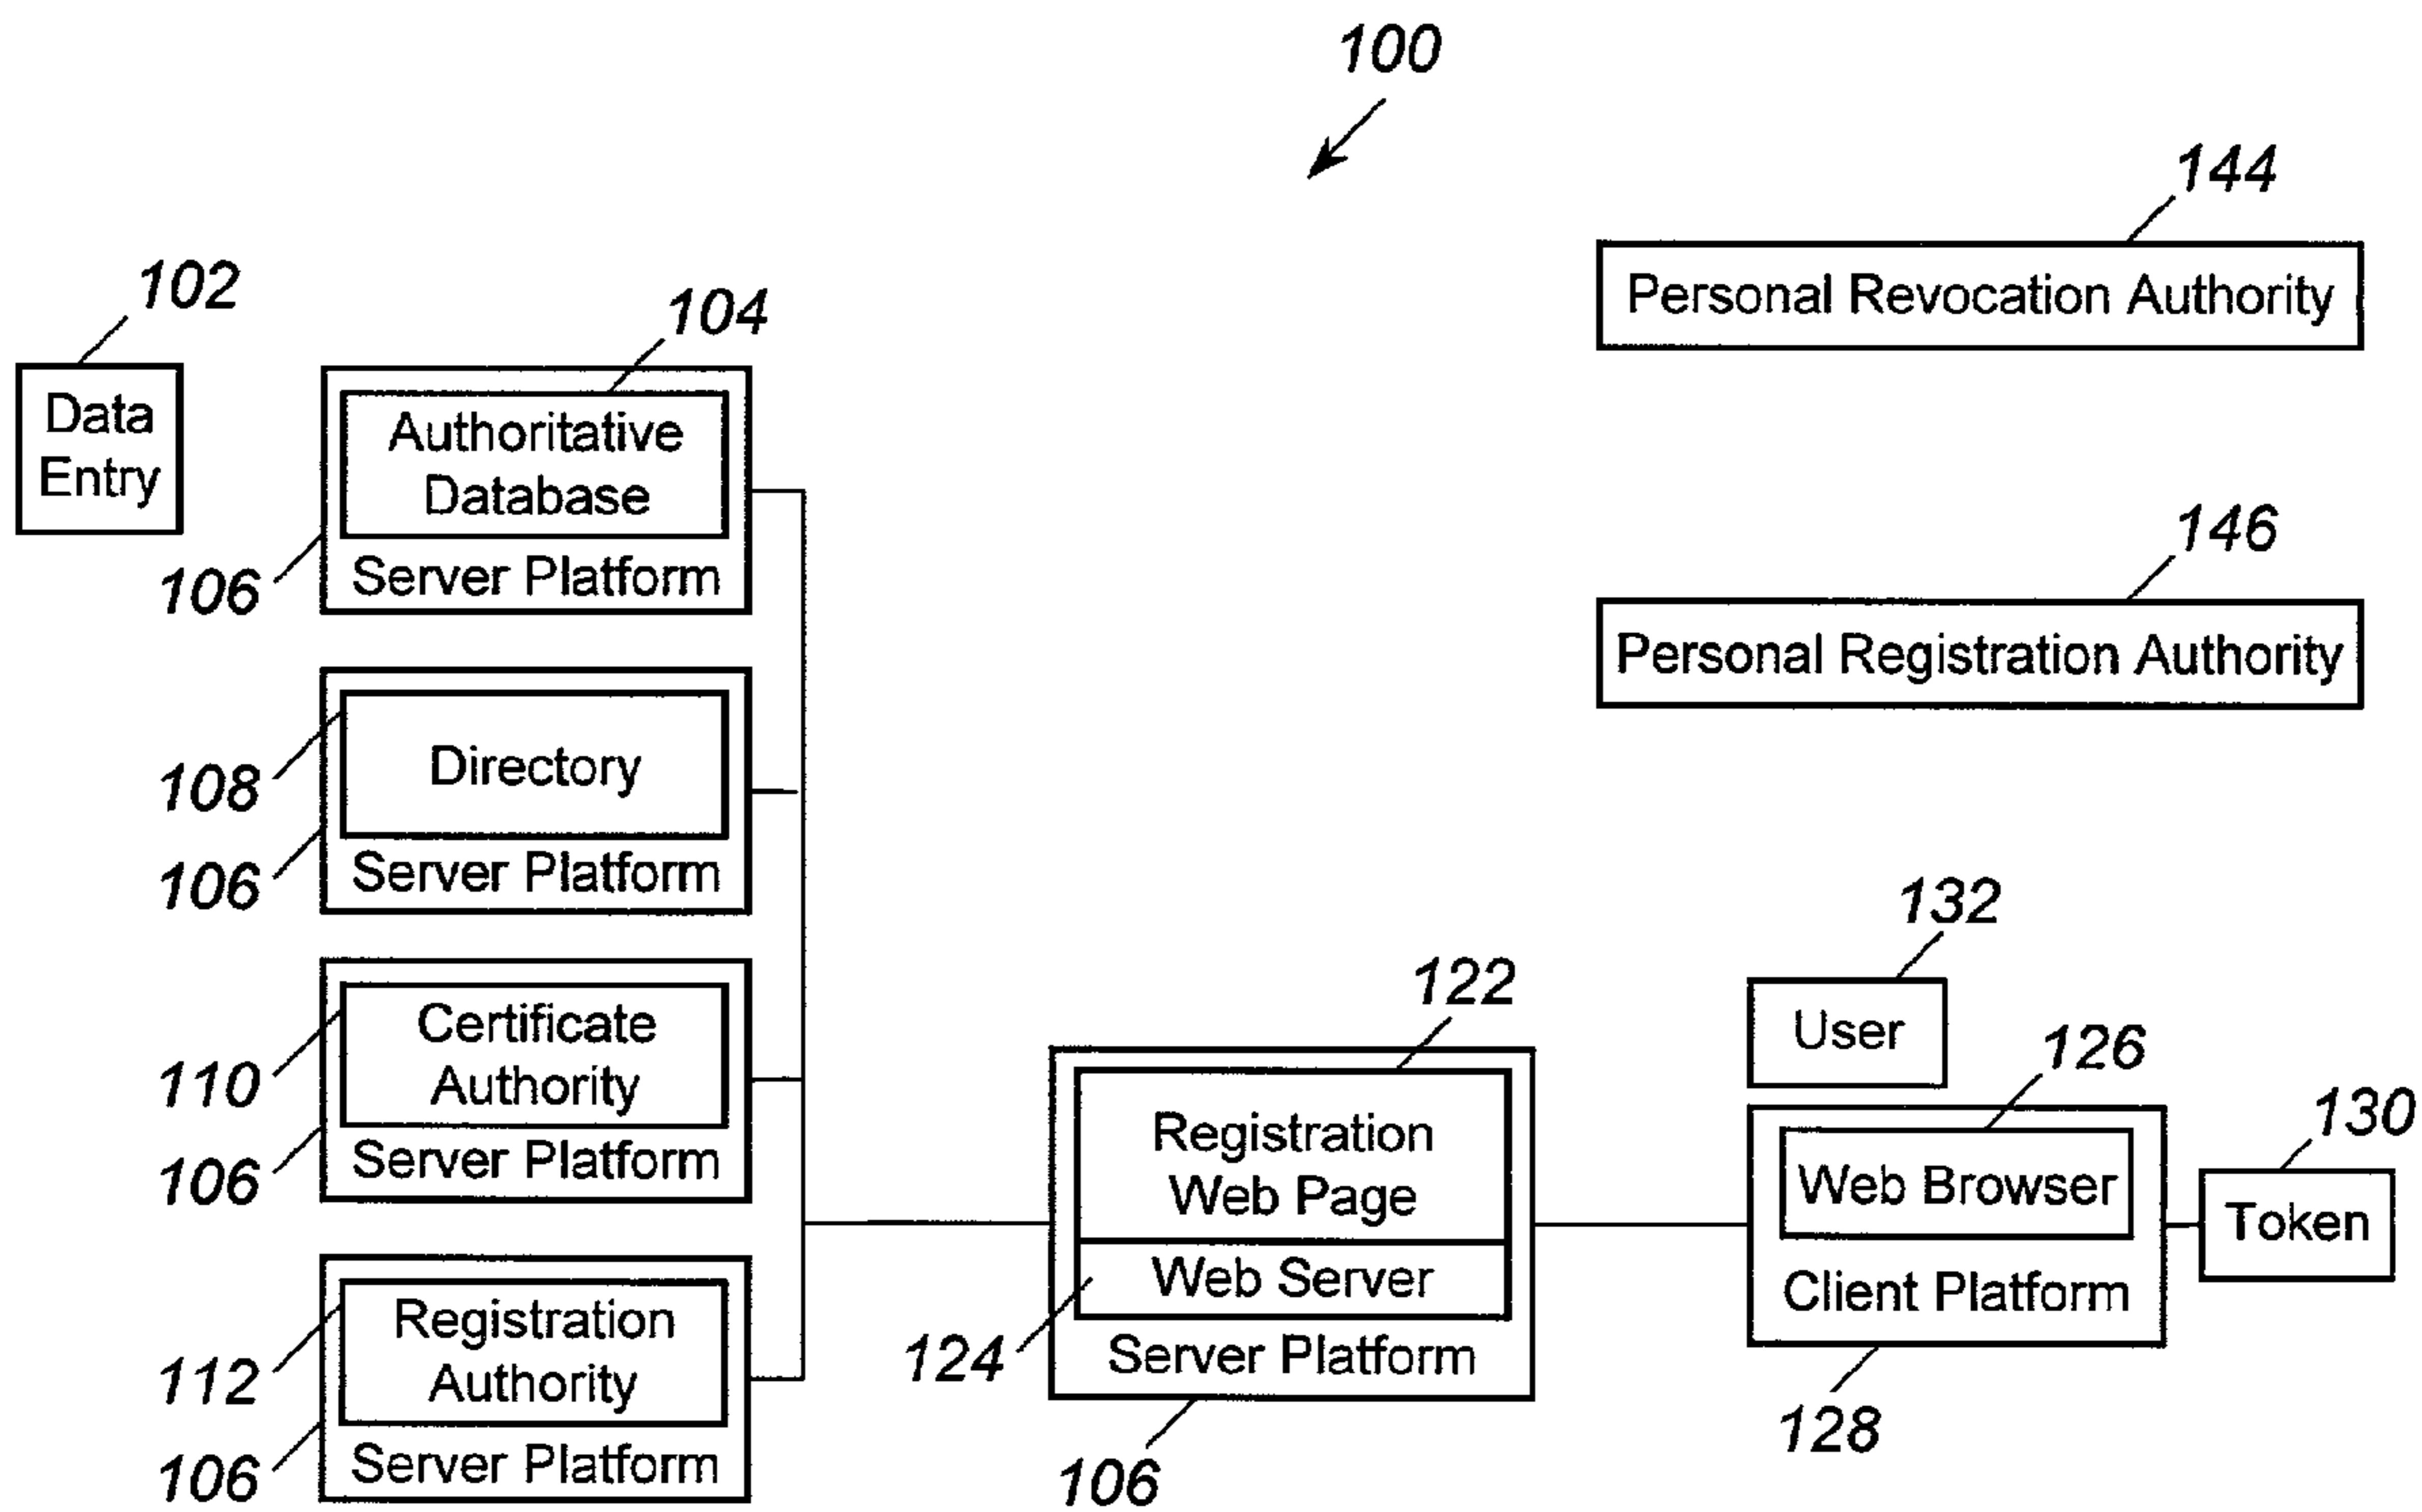 100
144
Personal Revocation Authority
102
Data
Entry
104
Authoritative
Database
106
Server Platform
146
Personal Registration Authority
108
Directory
106
Server Platform
110
Certificate
Authority
106
Server Platform
112
Registration
Authority
106
Server Platform
122
Registration
Web Page
Web Server
124
Server Platform
106
132
User
126
Web Browser
Client Platform
128
130
Token